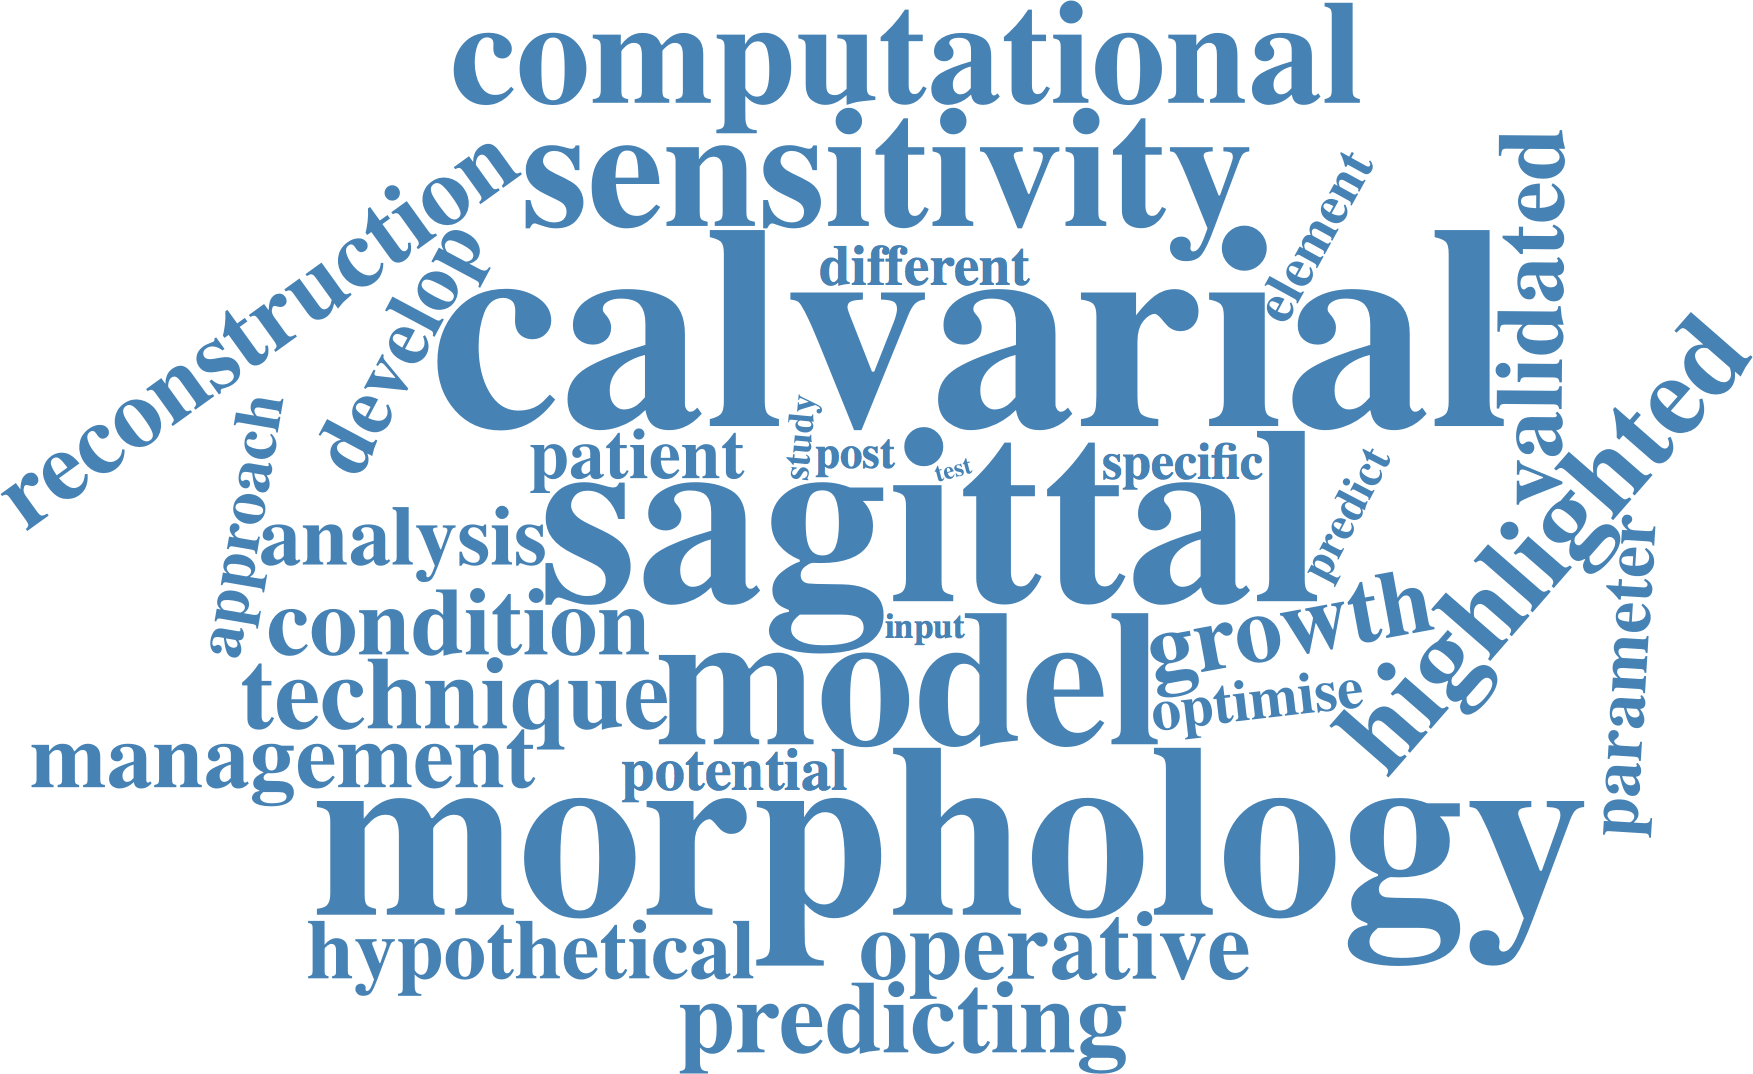 computational
sensitivity
reconstruction
develop
different
element
validated
calvarial
highlighted
approach
patient
study
post
test
specific
predict
sagittal
analysis
parameter
condition
input
growth
technique
model
optimise
management
potential
morphology
hypothetical
operative
predicting